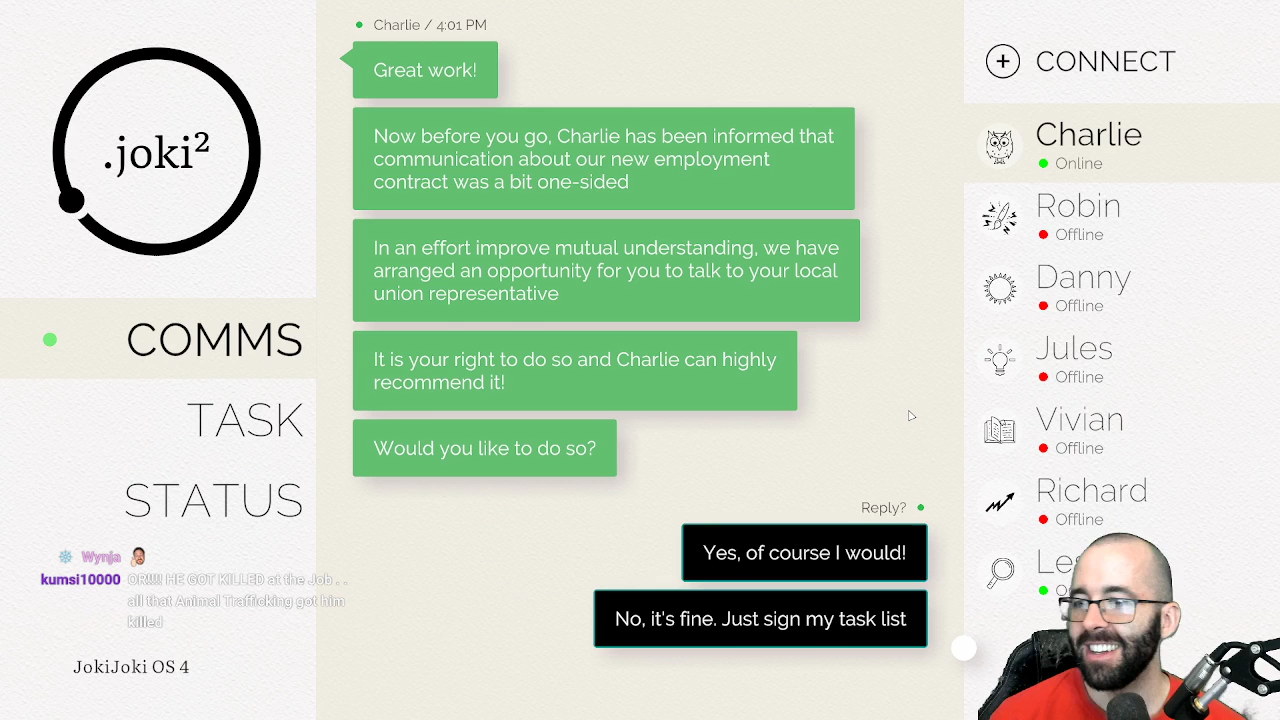 .joki²
COMMS
TASK
STATUS
Wynja
kumsi10000 OR!!!! HE GOT KILLED at the Job . .
all that Animal Trafficking got him
killed
JokiJoki OS 4
Charlie / 4:01 PM
Great work!
Now before you go, Charlie has been informed that
communication about our new employment
contract was a bit one-sided
In an effort improve mutual understanding, we have
arranged an opportunity for you to talk to your local
union representative
It is your right to do so and Charlie can highly
recommend it!
Would you like to do so?
Reply?
Yes, of course I would!
No, it's fine. Just sign my task list
CONNECT
Charlie
Online
Robin
Offline
Danny
Offline
Jules
Offline
Vivian
Offline
Richard
Offline